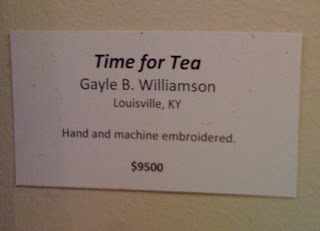 Time for Tea
Gayle B. Williamson
Louisville, KY
Hand and machine embroidered.
$9500